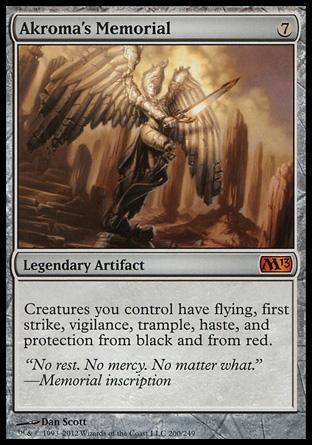 Akroma's Memorial 7
Legendary Artifact M13
Creatures you control have flying, first
strike, vigilance, trample, haste, and
protection from black and from red.
“No rest. No mercy. No matter what.”
—Memorial inscription
Dan Scott
™& © 1993–2012 Wizards of the Coast LLC 200/249